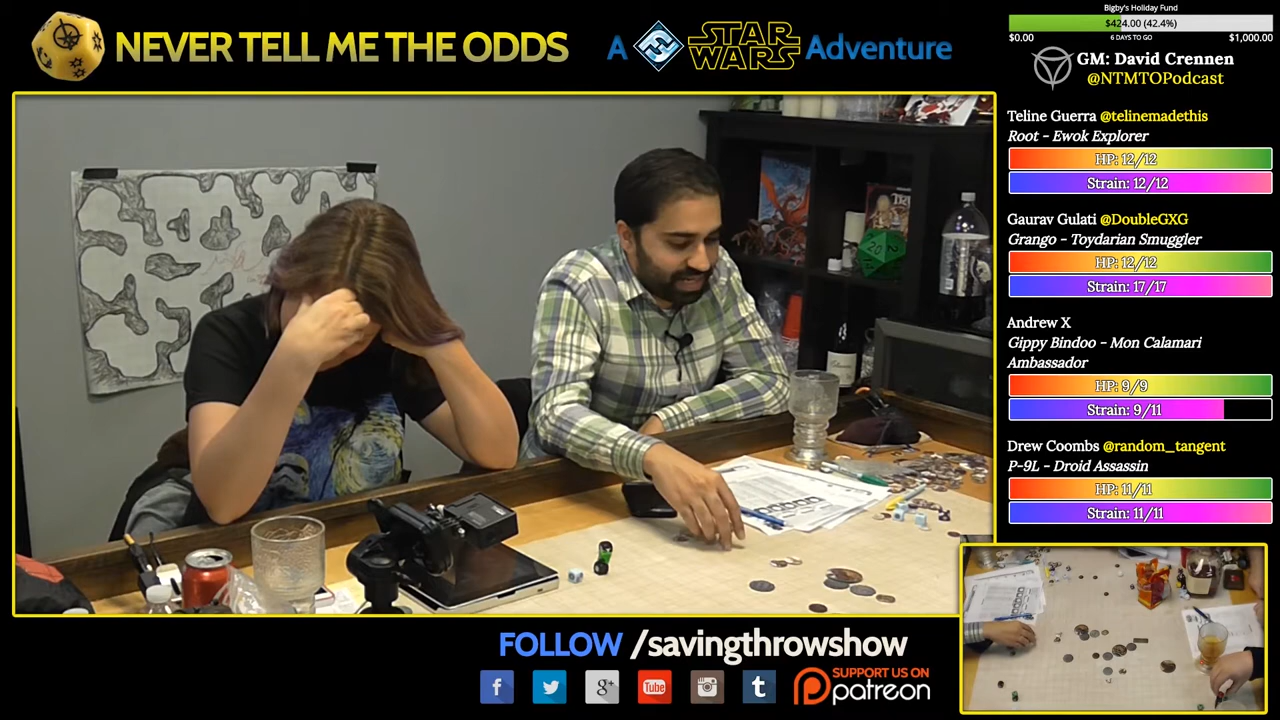 NEVER TELL ME THE ODDS
A STAR WARS Adventure
Bigby's Holiday Fund
$424.00 (42.4%)
$0.00 6 DAYS TO GO $1,000.00
GM: David Crennen
@NTMTOPodcast
Teline Guerra @telinemadethis
Root - Ewok Explorer
HP: 12/12
Strain: 12/12
Gaurav Gulati @DoubleGXG
Grango - Toydarian Smuggler
HP: 12/12
Strain: 17/17
Andrew X
Gippy Bindoo - Mon Calamari
Ambassador
HP: 9/9
Strain: 9/11
Drew Coombs @random_tangent
P-9L - Droid Assassin
HP: 11/11
Strain: 11/11
20
FOLLOW /savingthrowshow
f g+ You Tube t
SUPPORT US ON
patreon